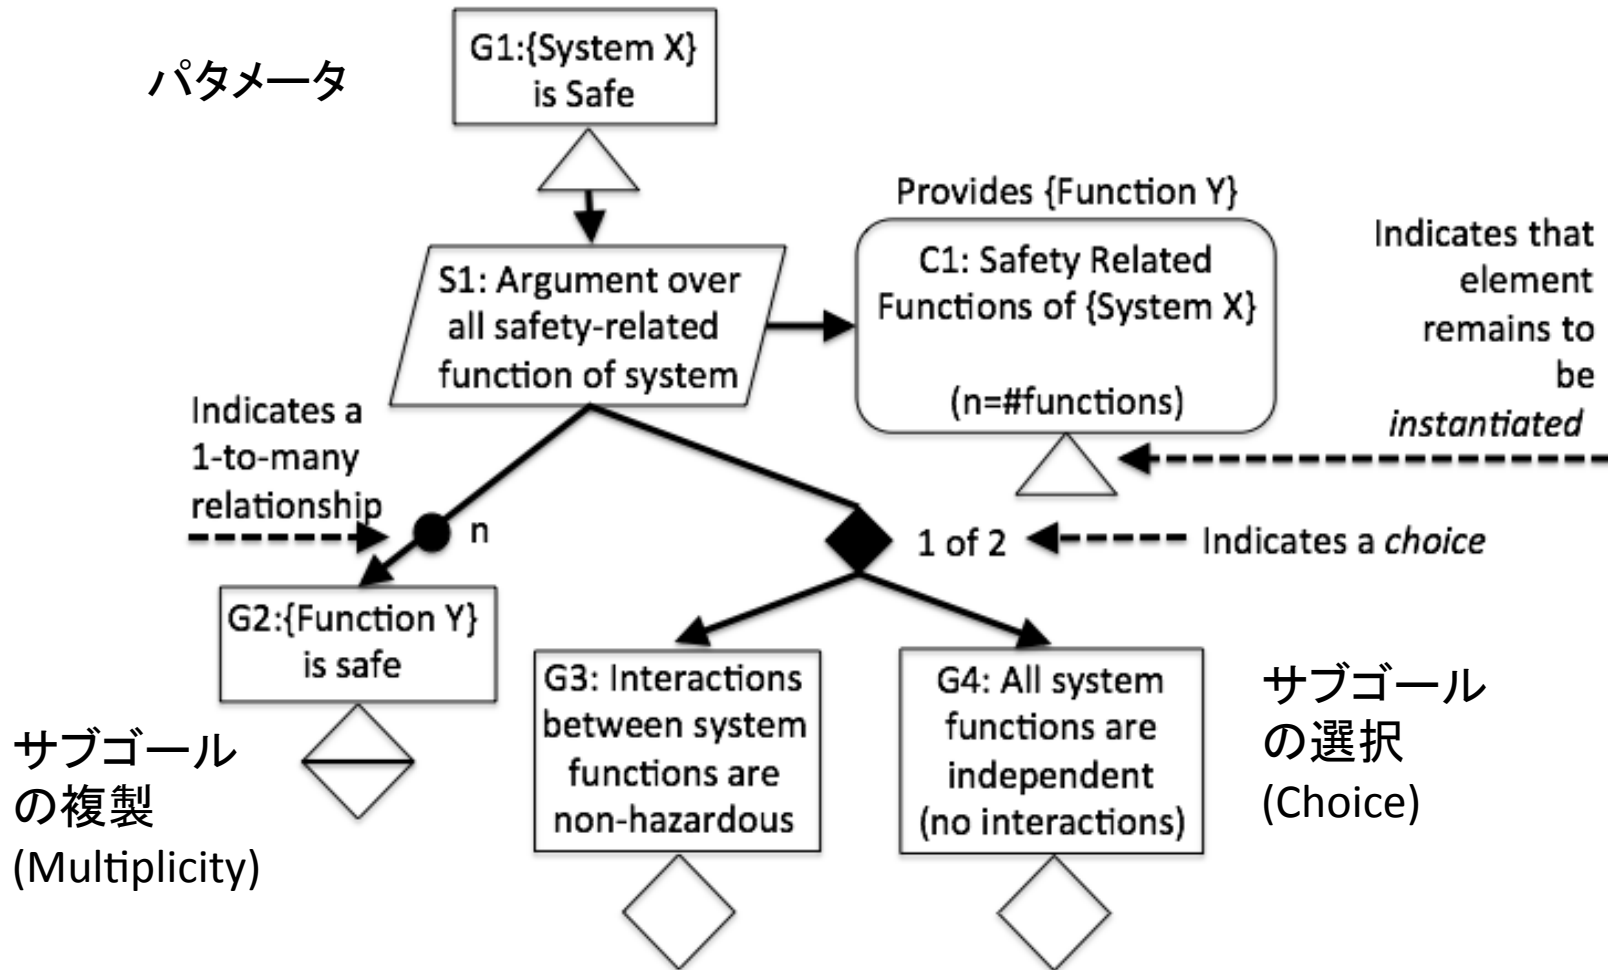 G1:{System X}
is Safe
パタメータ
Provides {Function Y}
S1: Argument over
all safety-related
function of system
C1: Safety Related
Functions of {System X}
(n=#functions)
Indicates that
element
remains to
be
instantiated
Indicates a
1-to-many
relationship
n
1 of 2
Indicates a choice
G2:{Function Y}
is safe
G3: Interactions
between system
functions are
non-hazardous
G4: All system
functions are
independent
(no interactions)
サブゴール
の複製
(Multiplicity)
サブゴール
の選択
(Choice)